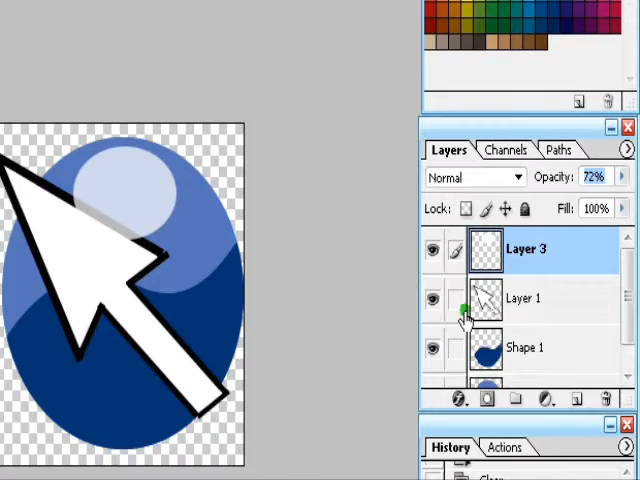 Layers Channels Paths
Normal Opacity: 72%
Lock: Fill: 100%
Layer 3
Layer 1
Shape 1
History Actions